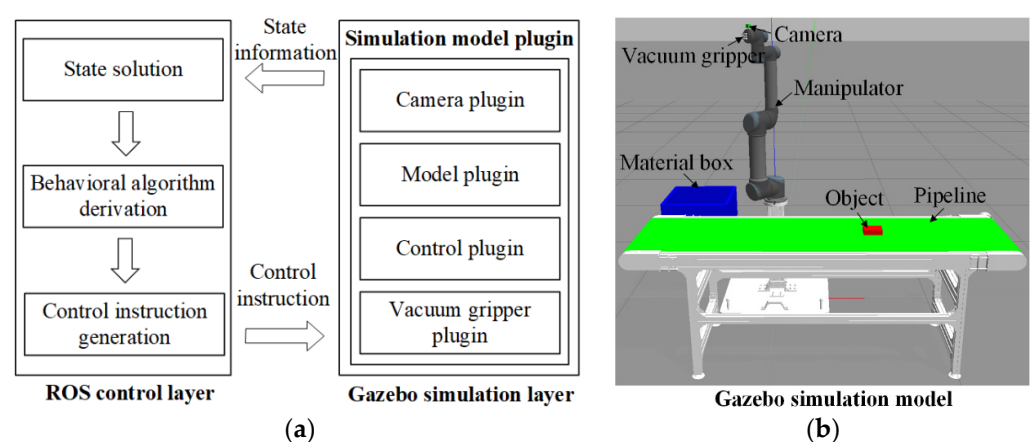 State solution
Behavioral algorithm
derivation
Control instruction
generation
ROS control layer
State
information
Control
instruction
Simulation model plugin
Camera plugin
Model plugin
Control plugin
Vacuum gripper
plugin
Gazebo simulation layer
(a)
Camera
Vacuum gripper
Manipulator
Material box
Object
Pipeline
Gazebo simulation model
(b)